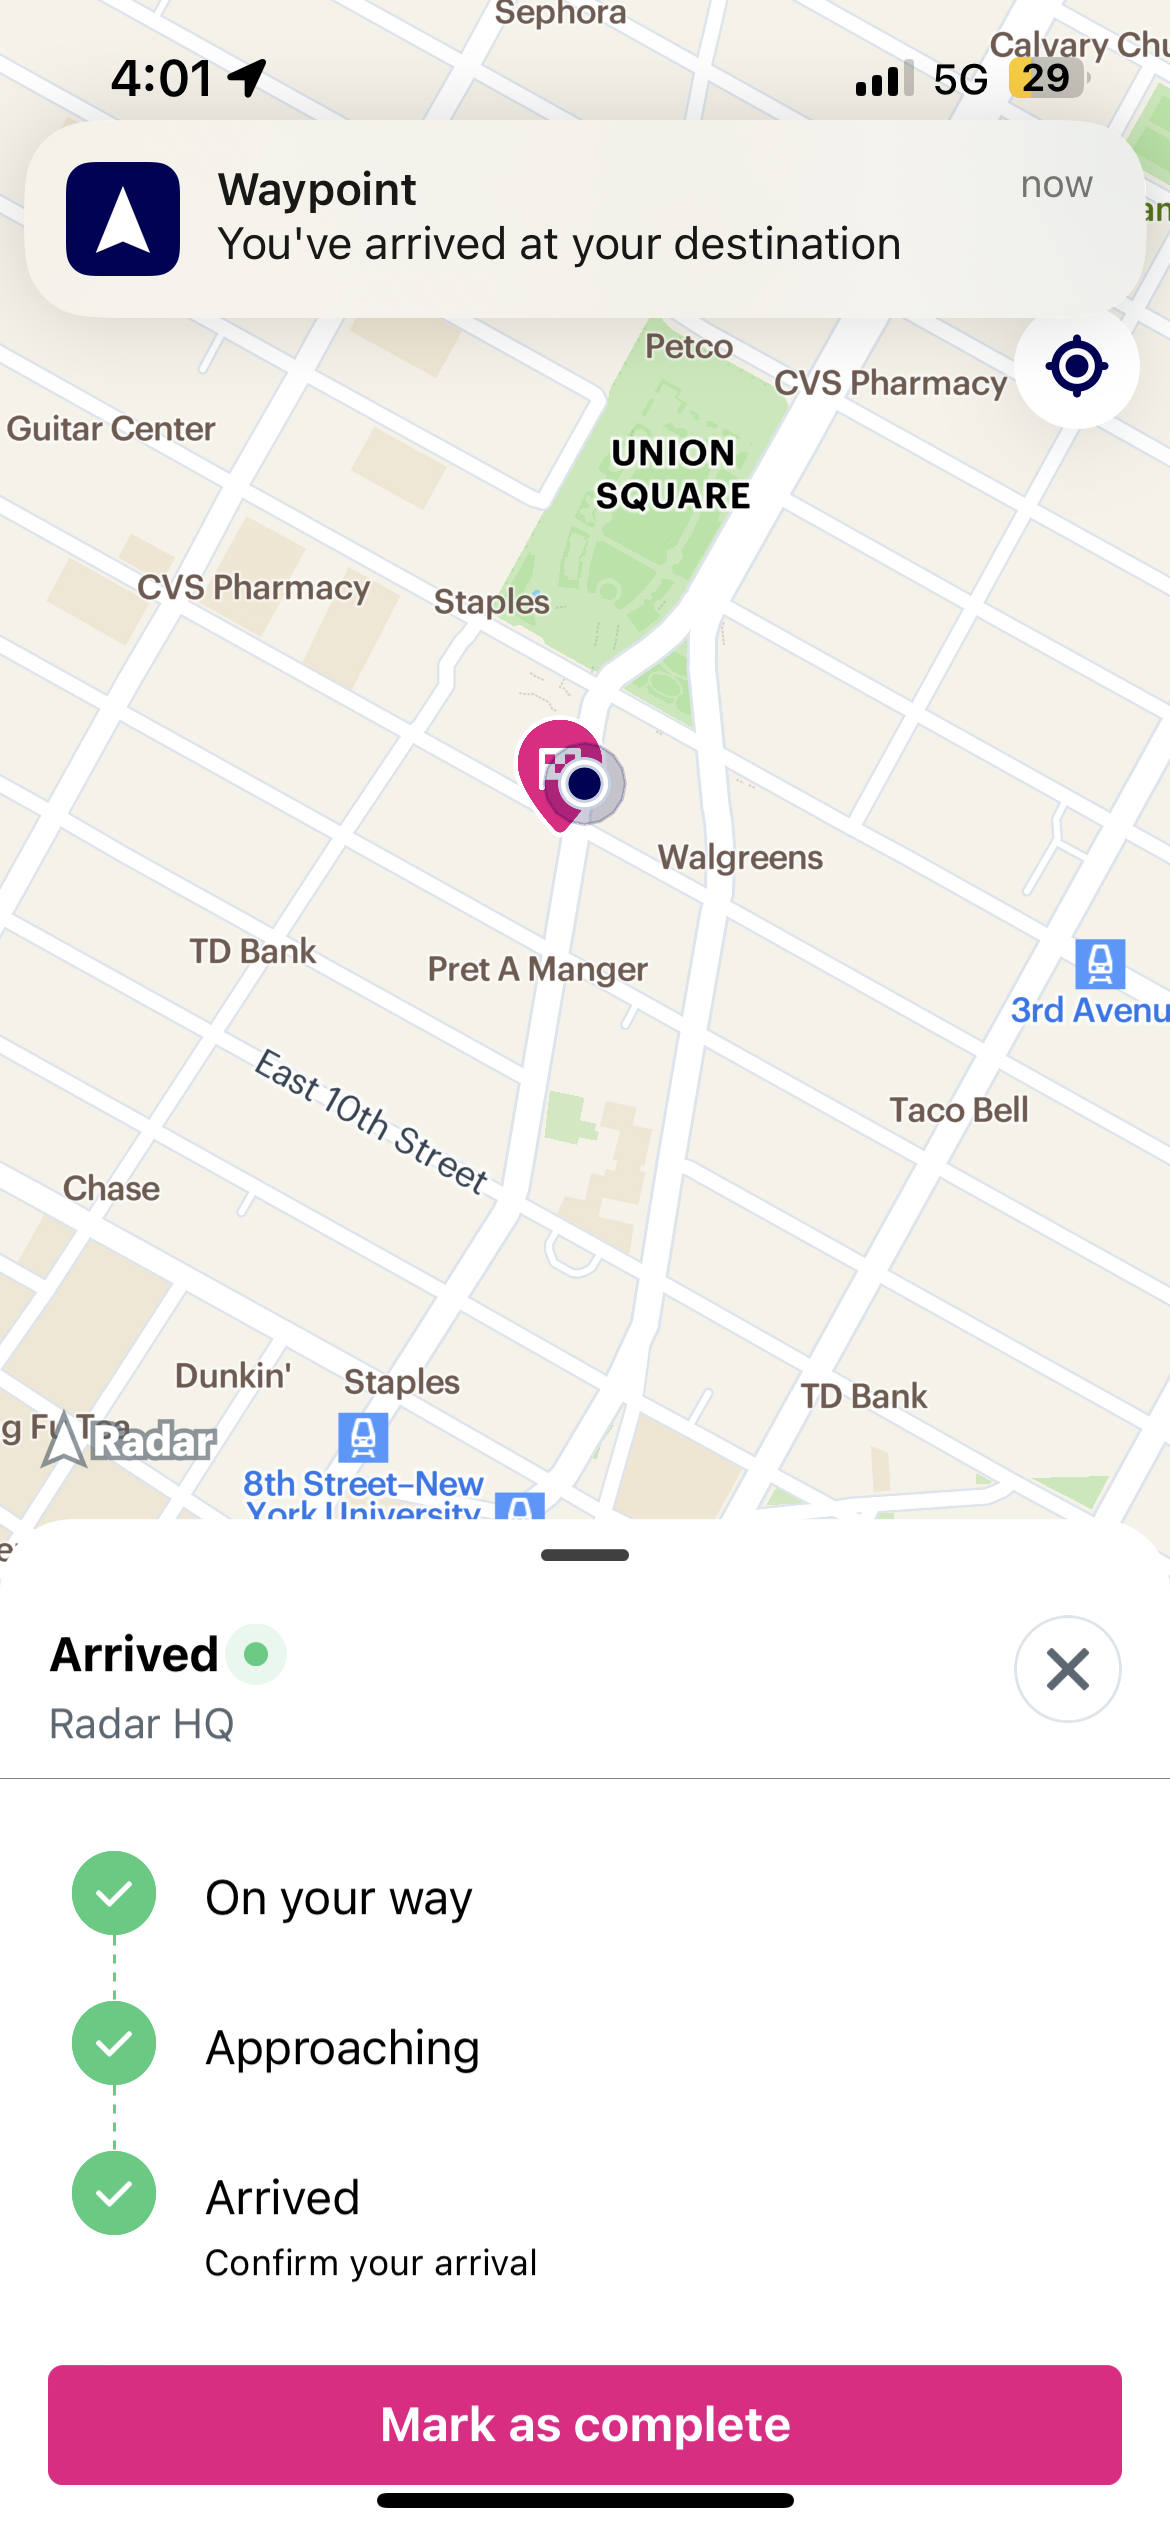 Sephora
Calvary Chu
4:01
5G
29
Waypoint
now
You've arrived at your destination
an
Petco
CVS Pharmacy
Guitar Center
UNION
SQUARE
CVS Pharmacy
Staples
Walgreens
TD Bank
Pret A Manger
3rd Avenu
East 10th Street
Taco Bell
Chase
Dunkin'
Staples
TD Bank
g Fu Tea
Radar
8th Street–New
York University
Arrived
Radar HQ
On your way
Approaching
Arrived
Confirm your arrival
Mark as complete